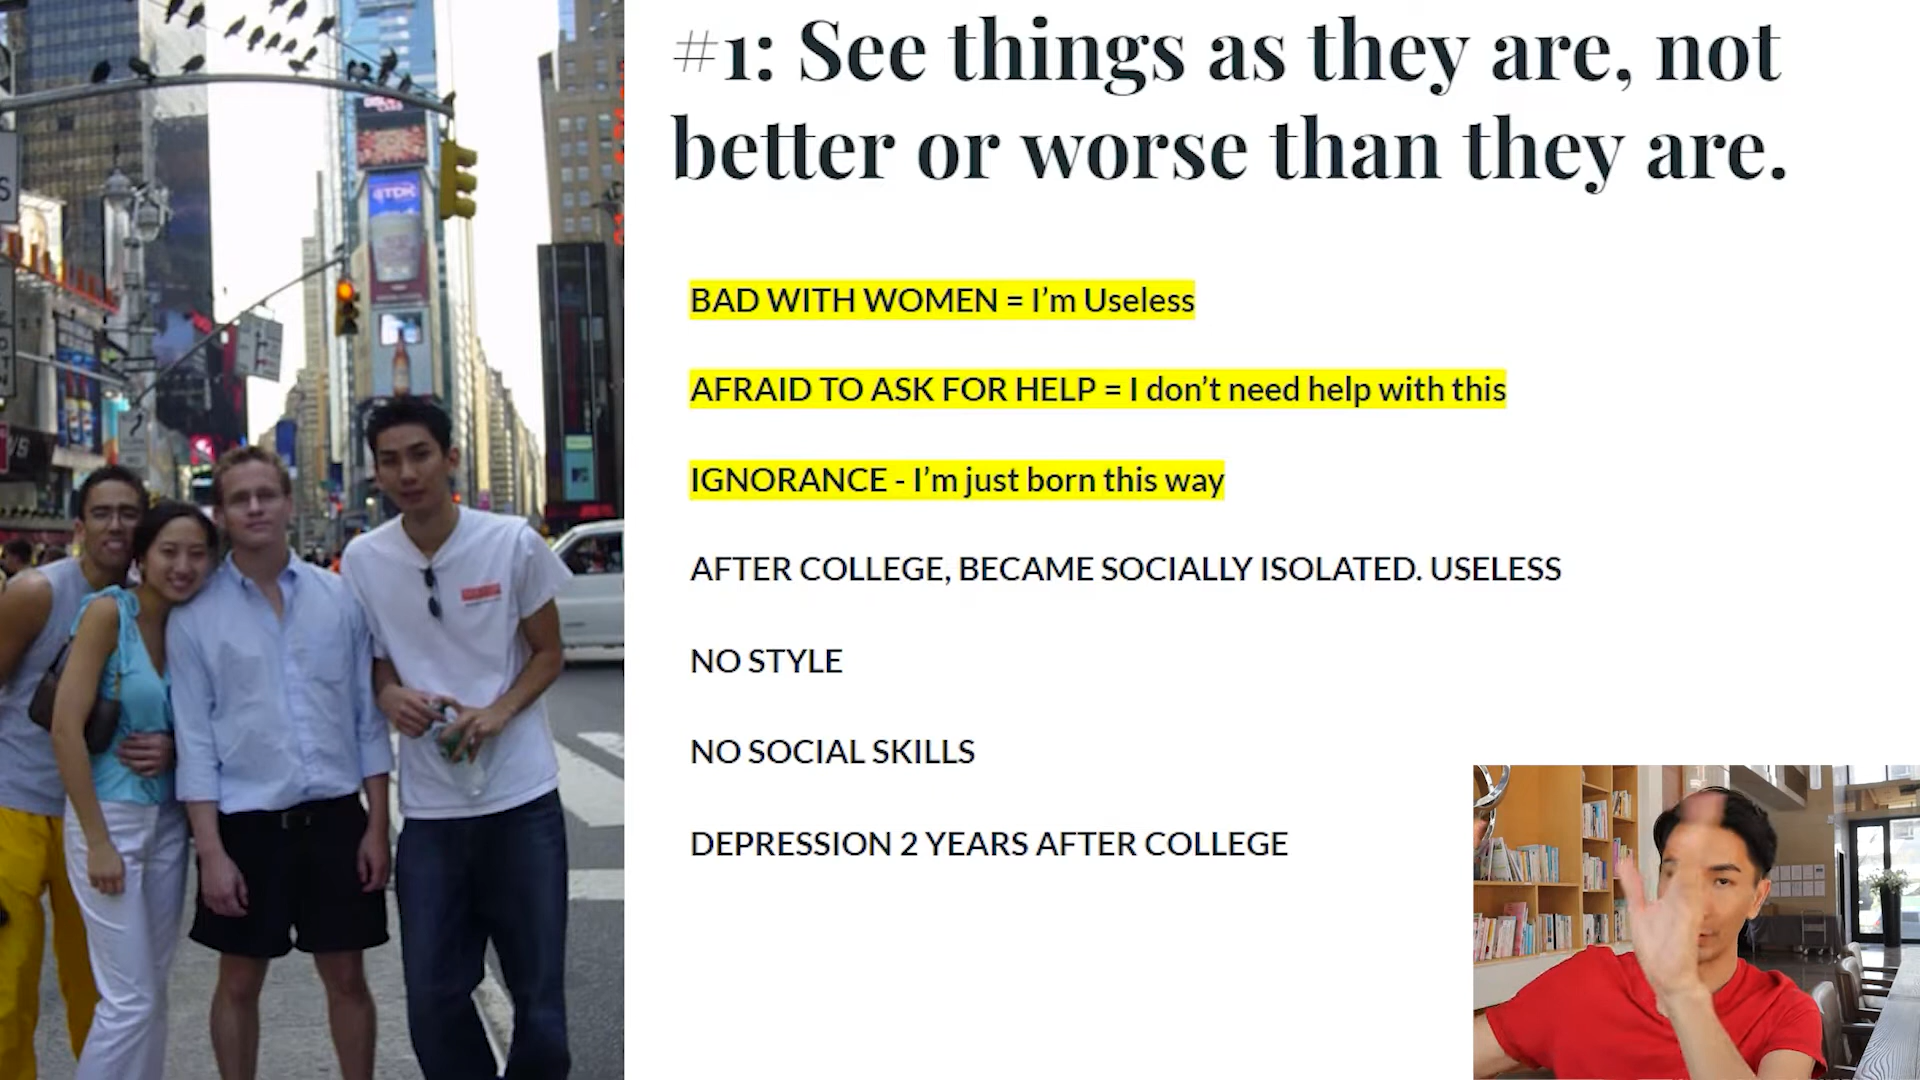 #1: See things as they are, not
better or worse than they are.
BAD WITH WOMEN = I’m Useless
AFRAID TO ASK FOR HELP = I don’t need help with this
IGNORANCE - I’m just born this way
AFTER COLLEGE, BECAME SOCIALLY ISOLATED. USELESS
NO STYLE
NO SOCIAL SKILLS
DEPRESSION 2 YEARS AFTER COLLEGE
TDK